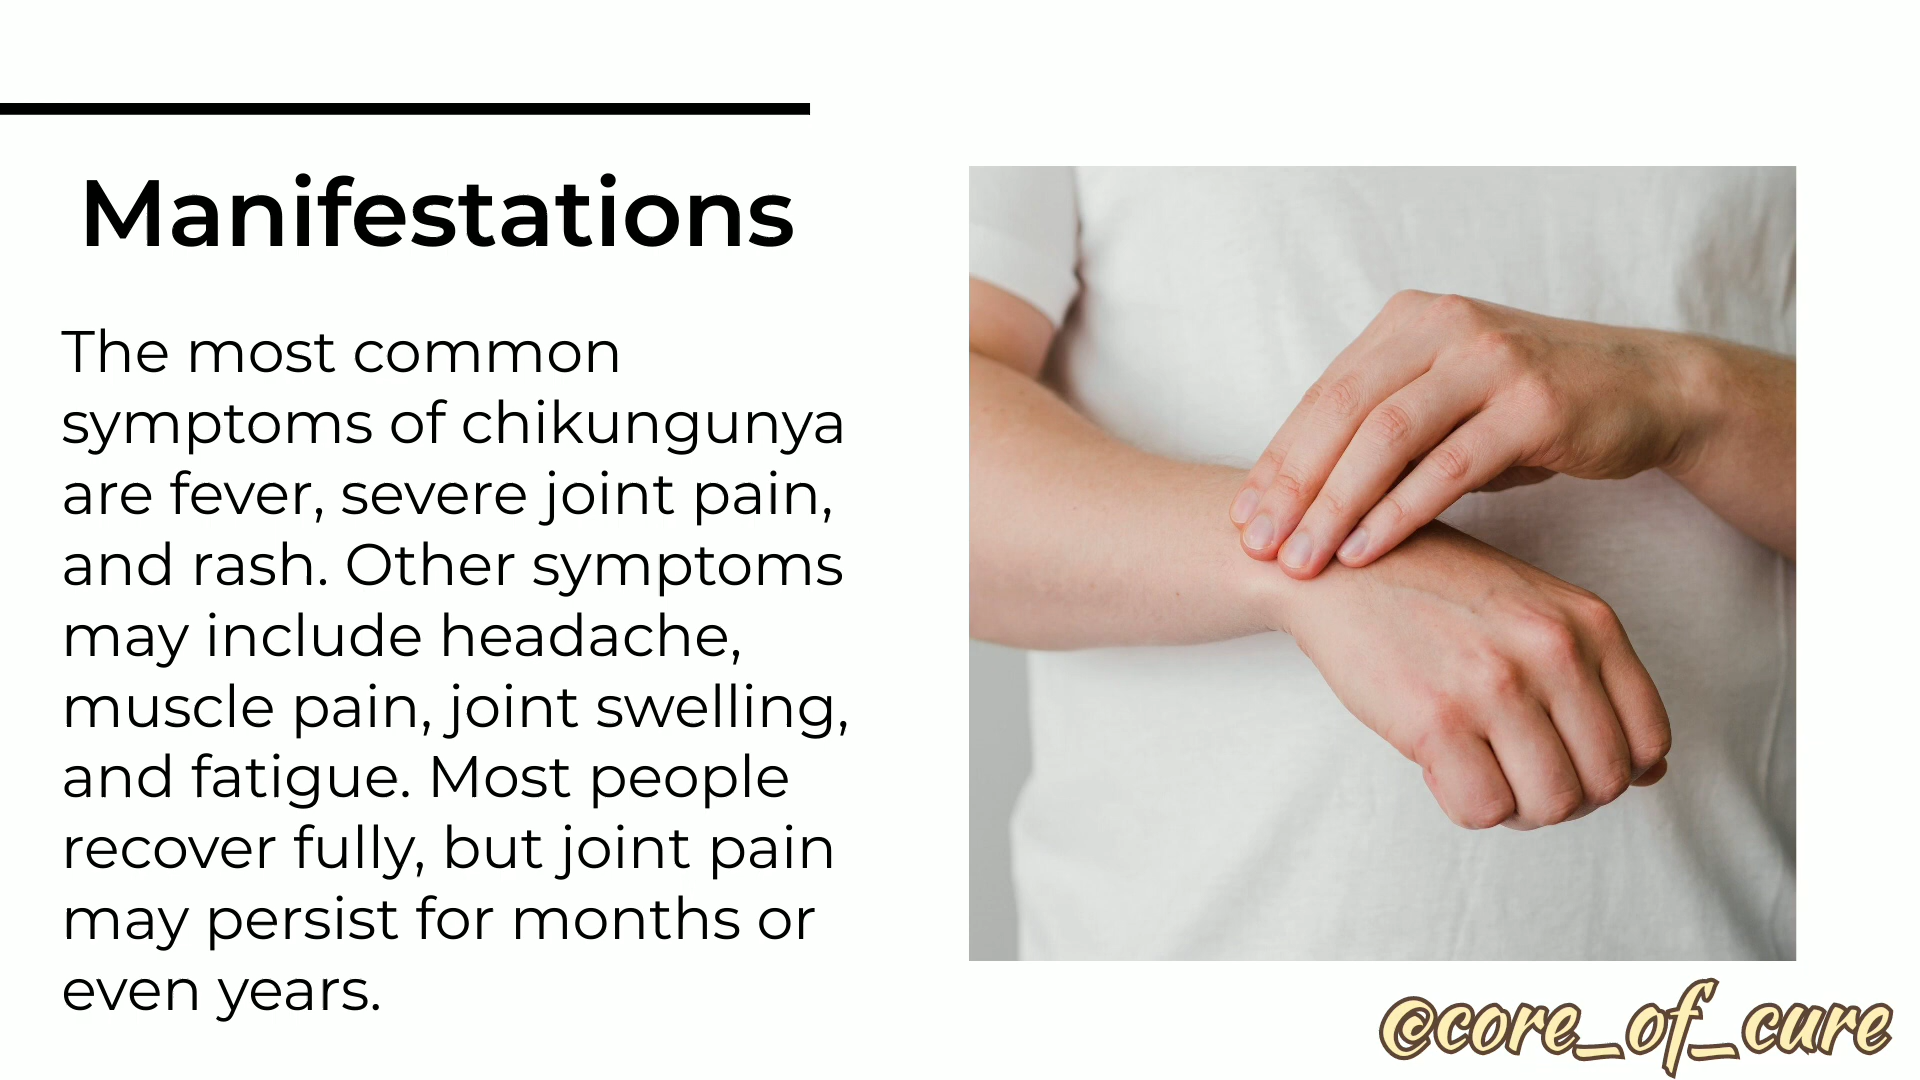 Manifestations
The most common
symptoms of chikungunya
are fever, severe joint pain,
and rash. Other symptoms
may include headache,
muscle pain, joint swelling,
and fatigue. Most people
recover fully, but joint pain
may persist for months or
even years.
@core_of_cure